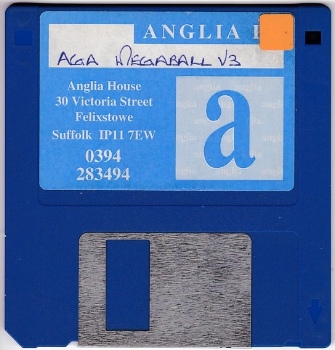 ANGLIA
AGA MEGABALL V3
Anglia House
30 Victoria Street
Felixstowe
Suffolk IP11 7EW
0394
283494
a